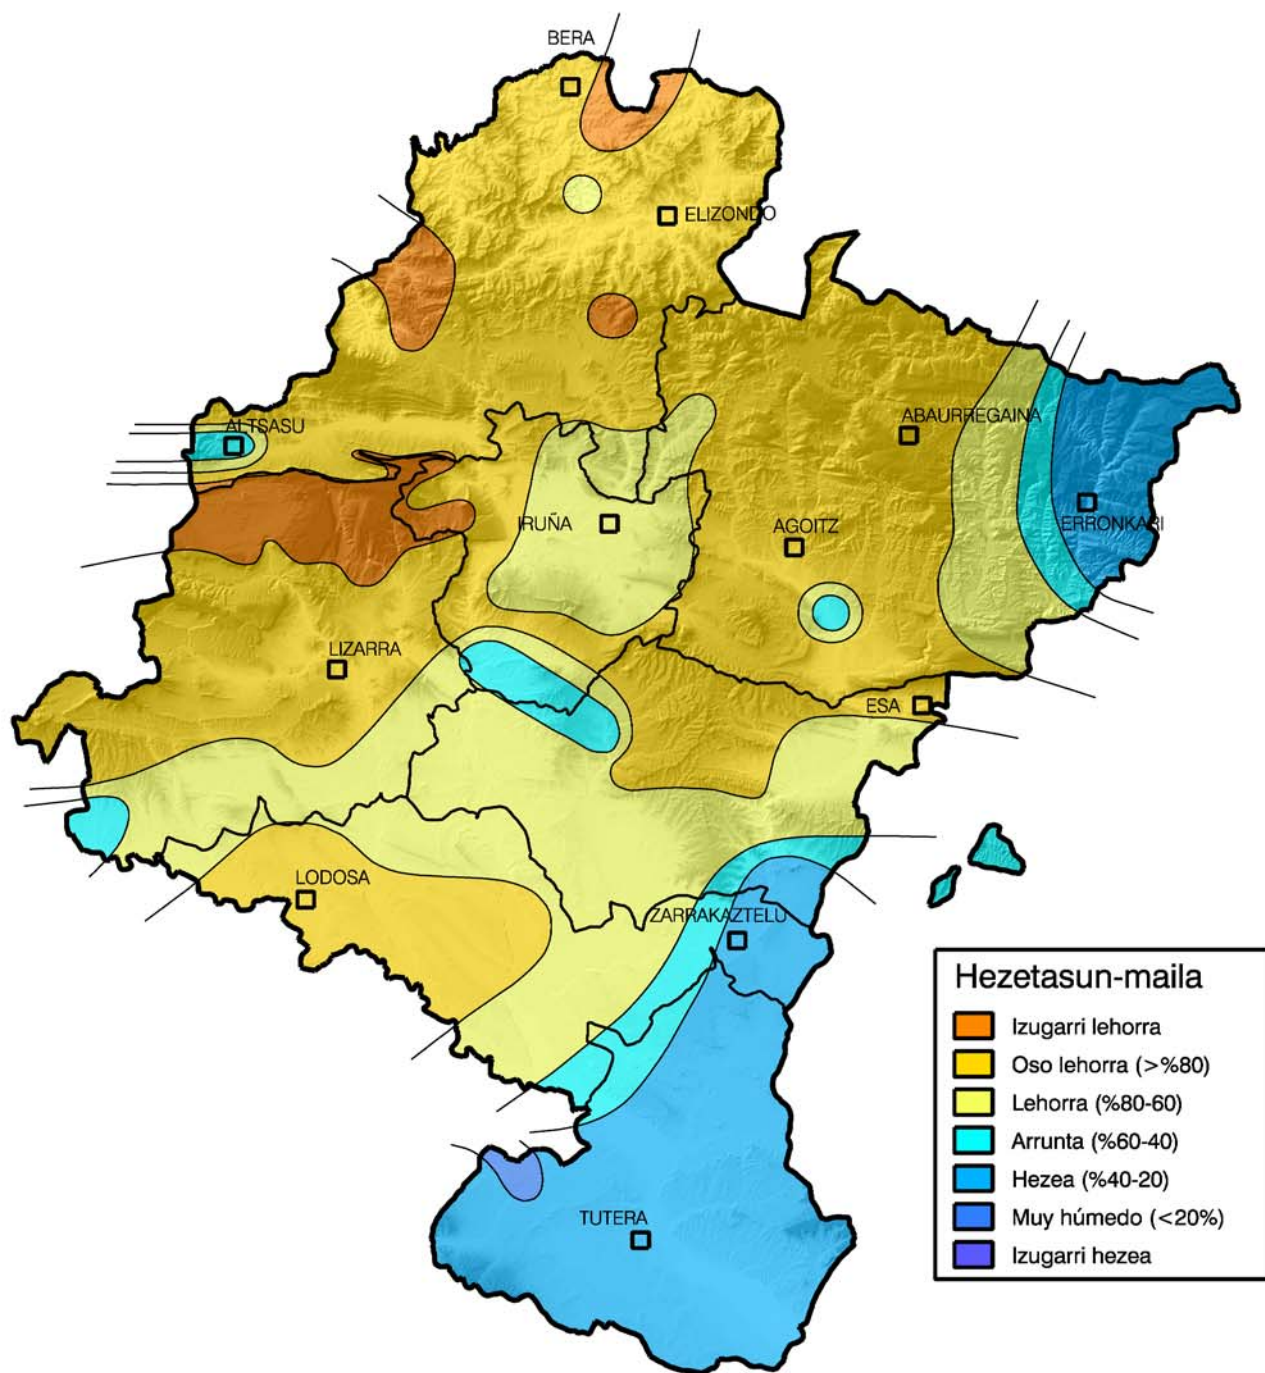 BERA
ELIZONDO
ALTSASU
ABAURREGAINA
IRUÑA
AGOITZ
ERRONKARI
LIZARRA
ESA
LODOSA
ZARRAKAZTELU
TUTERA
Hezetasun-maila
Izugarri lehorra
Oso lehorra (>%80)
Lehorra (%80-60)
Arrunta (%60-40)
Hezea (%40-20)
Muy húmedo (<20%)
Izugarri hezea